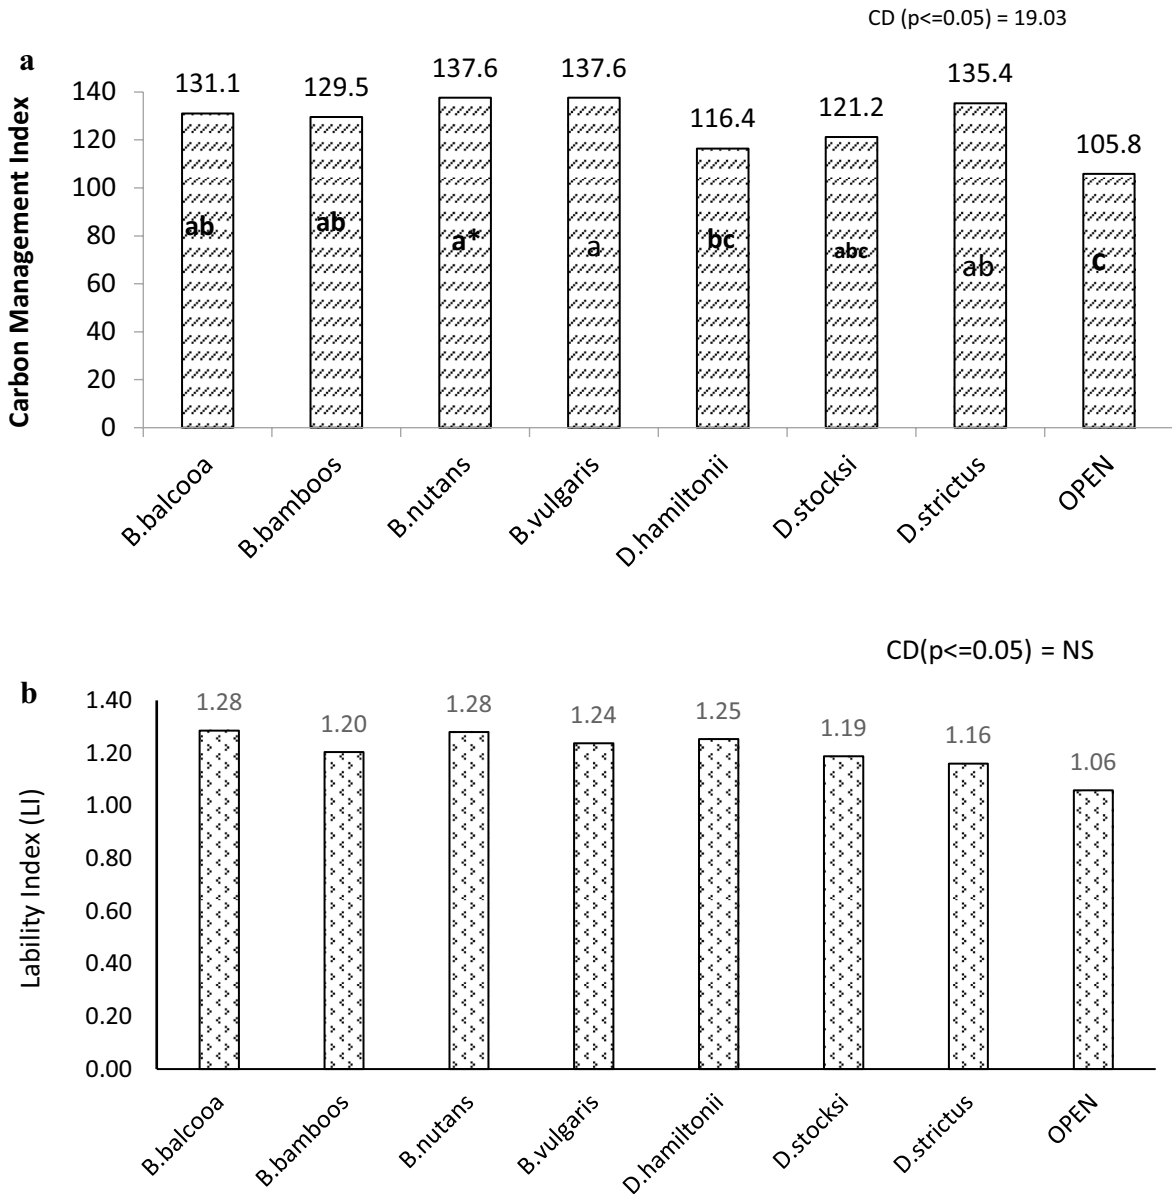 CD (p<=0.05) = 19.03
a
Carbon Management Index
140
120
100
80
60
40
20
0
131.1
129.5
137.6
137.6
116.4
121.2
135.4
105.8
ab
ab
a*
a
bc
abc
ab
c
B.balcooa
B.bamboos
B.nutans
B.vulgaris
D.hamiltonii
D.stocksi
D.strictus
OPEN
CD(p<=0.05) = NS
b
Lability Index (LI)
1.40
1.20
1.00
0.80
0.60
0.40
0.20
0.00
1.28
1.20
1.28
1.24
1.25
1.19
1.16
1.06
B.balcooa
B.bamboos
B.nutans
B.vulgaris
D.hamiltonii
D.stocksi
D.strictus
OPEN